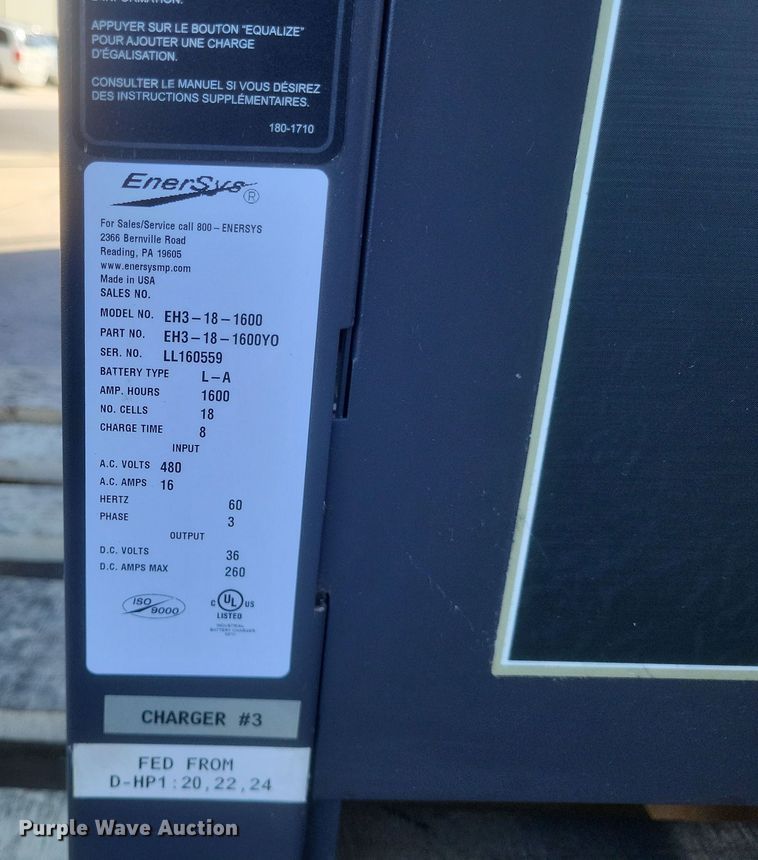 D'INFORMATION.
APPUYER SUR LE BOUTON "EQUALIZE"
POUR AJOUTER UNE CHARGE
D'ÉGALISATION.
CONSULTER LE MANUEL SI VOUS DÉSIREZ
DES INSTRUCTIONS SUPPLÉMENTAIRES.
180-1710
EnerSys®
For Sales/Service call 800-ENERSYS
2366 Bernville Road
Reading, PA 19605
www.enersysmp.com
Made in USA
SALES NO.
MODEL NO. EH3-18-1600
PART NO. EH3-18-1600YO
SER. NO. LL160559
BATTERY TYPE L-A
AMP. HOURS 1600
NO. CELLS 18
CHARGE TIME 8
INPUT
A.C. VOLTS 480
A.C. AMPS 16
HERTZ 60
PHASE 3
OUTPUT
D.C. VOLTS 36
D.C. AMPS MAX 260
ISO 9000
C UL US
LISTED
INDUSTRIAL
BATTERY CHARGER
CHARGER #3
FED FROM
D-HP1:20,22,24
Purple Wave Auction